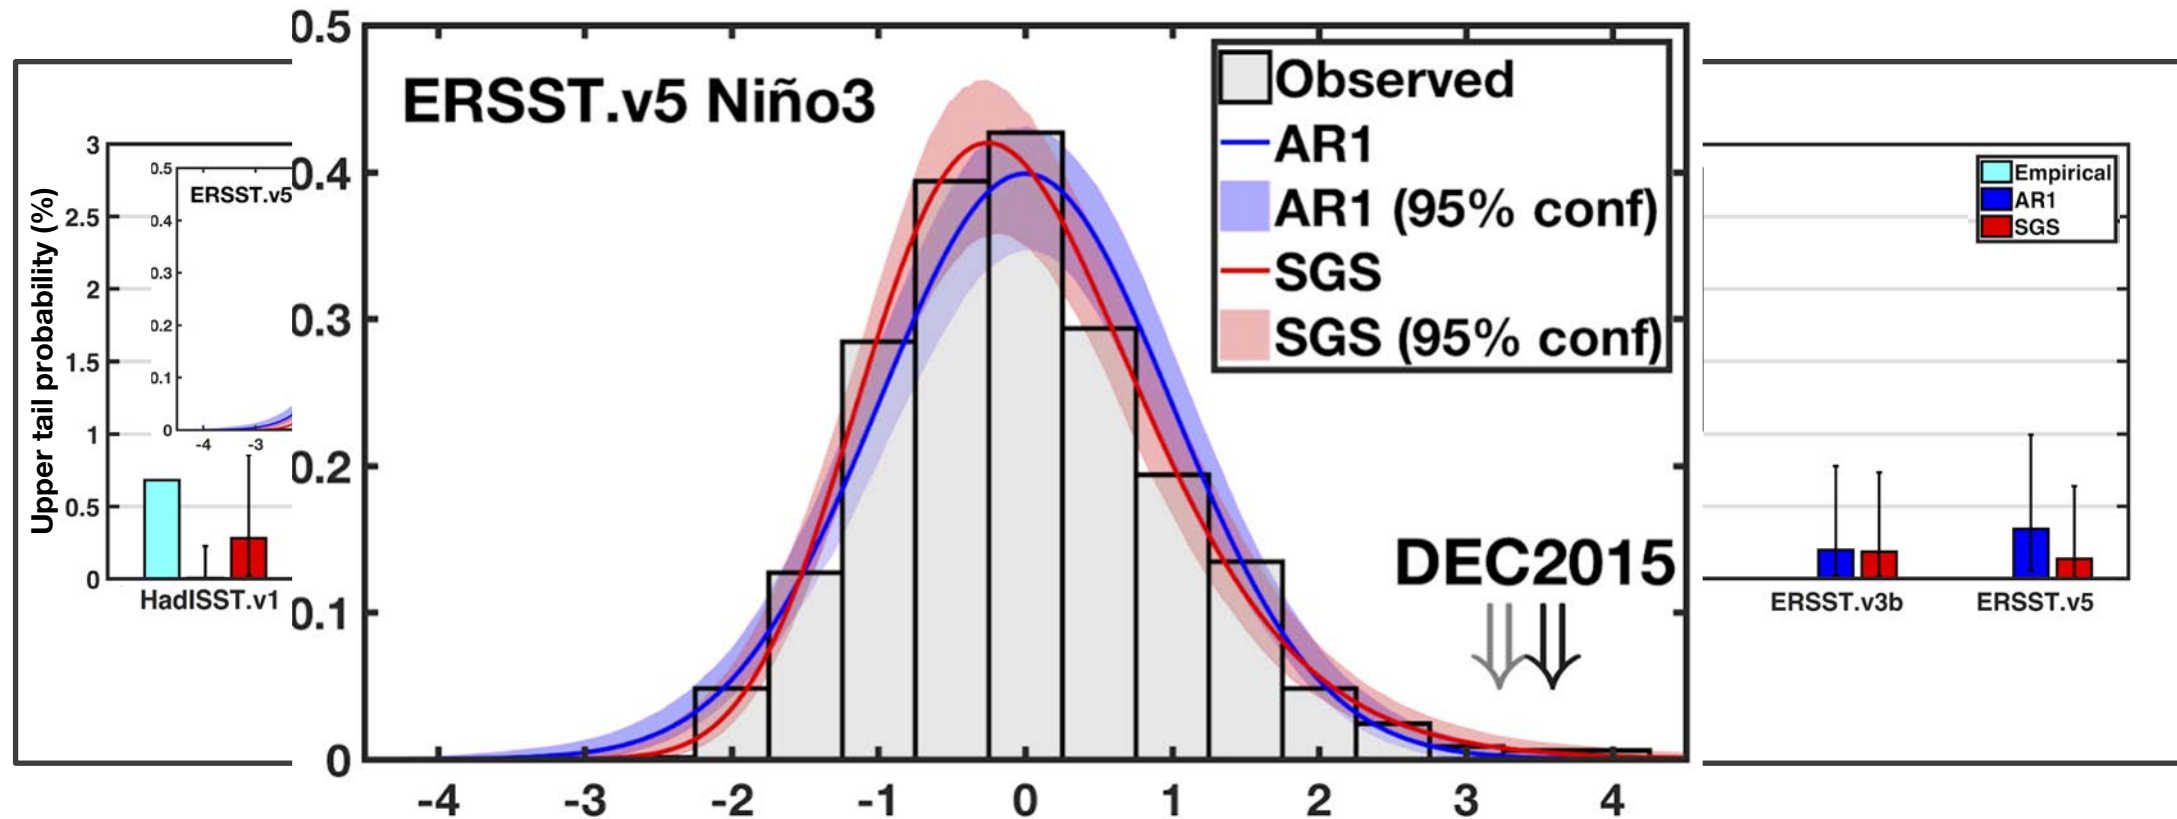 ERSST.v5 Niño3
Observed
AR1
AR1 (95% conf)
SGS
SGS (95% conf)
DEC2015
0.5
0.4
0.3
0.2
0.1
0
-4 -3 -2 -1 0 1 2 3 4
Upper tail probability (%)
3
2.5
2
1.5
1
0.5
0
HadISST.v1
ERSST.v5
0.5
0.4
0.3
0.2
0.1
0
-4 -3
Empirical
AR1
SGS
ERSST.v3b
ERSST.v5